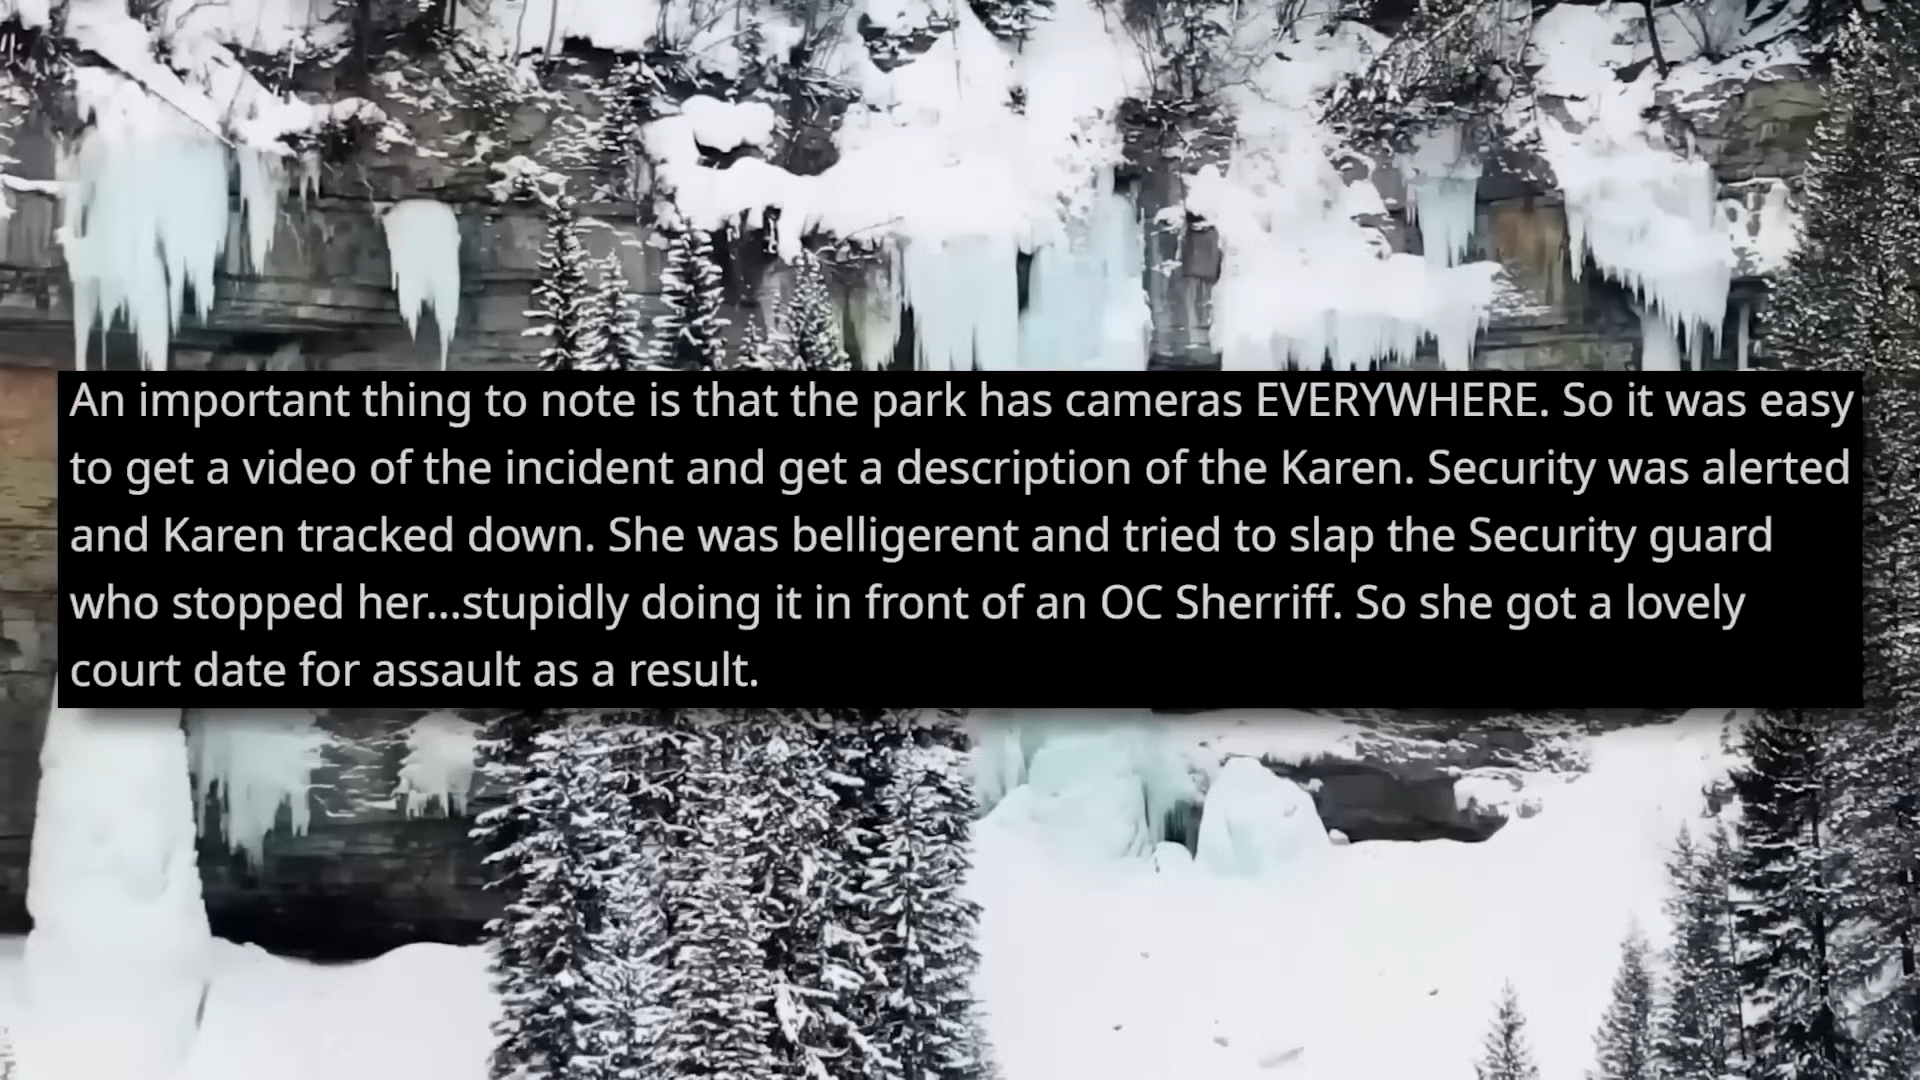 An important thing to note is that the park has cameras EVERYWHERE. So it was easy
to get a video of the incident and get a description of the Karen. Security was alerted
and Karen tracked down. She was belligerent and tried to slap the Security guard
who stopped her...stupidly doing it in front of an OC Sherriff. So she got a lovely
court date for assault as a result.